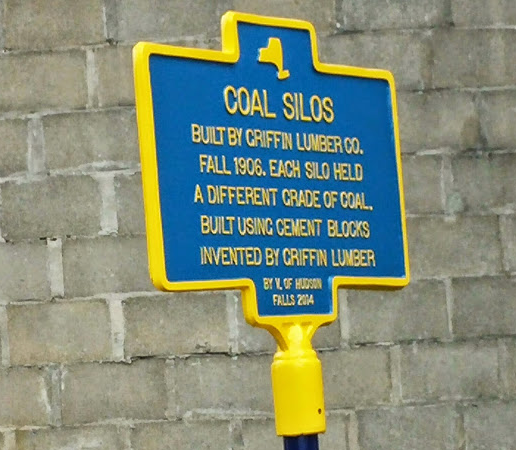 COAL SILOS
BUILT BY GRIFFIN LUMBER CO.
FALL 1906. EACH SILO HELD
A DIFFERENT GRADE OF COAL.
BUILT USING CEMENT BLOCKS
INVENTED BY GRIFFIN LUMBER
BY V. OF HUDSON
FALLS 2014